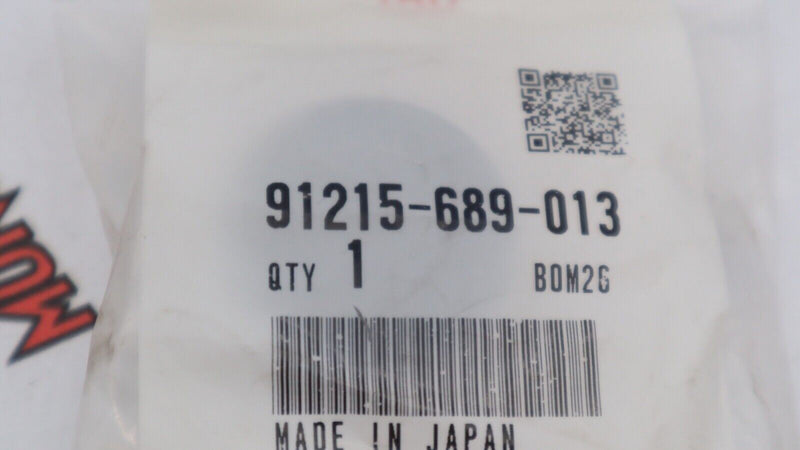 91215-689-013
QTY 1 BOM2G
MADE IN JAPAN